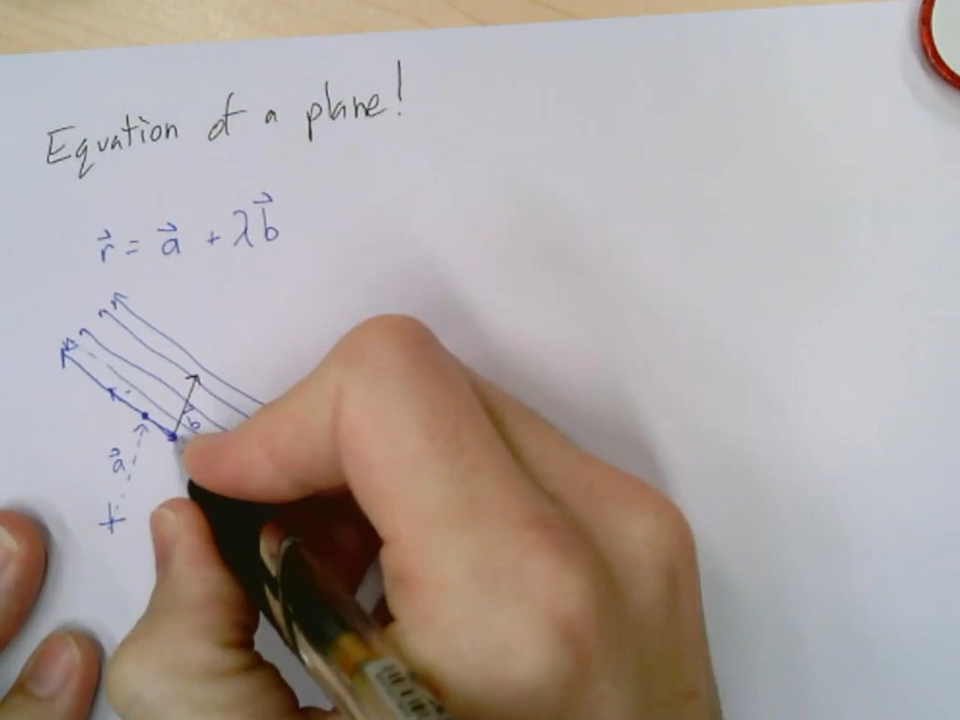 Equation of a plane!
r⃗ = a⃗ + λb⃗
b⃗
a⃗